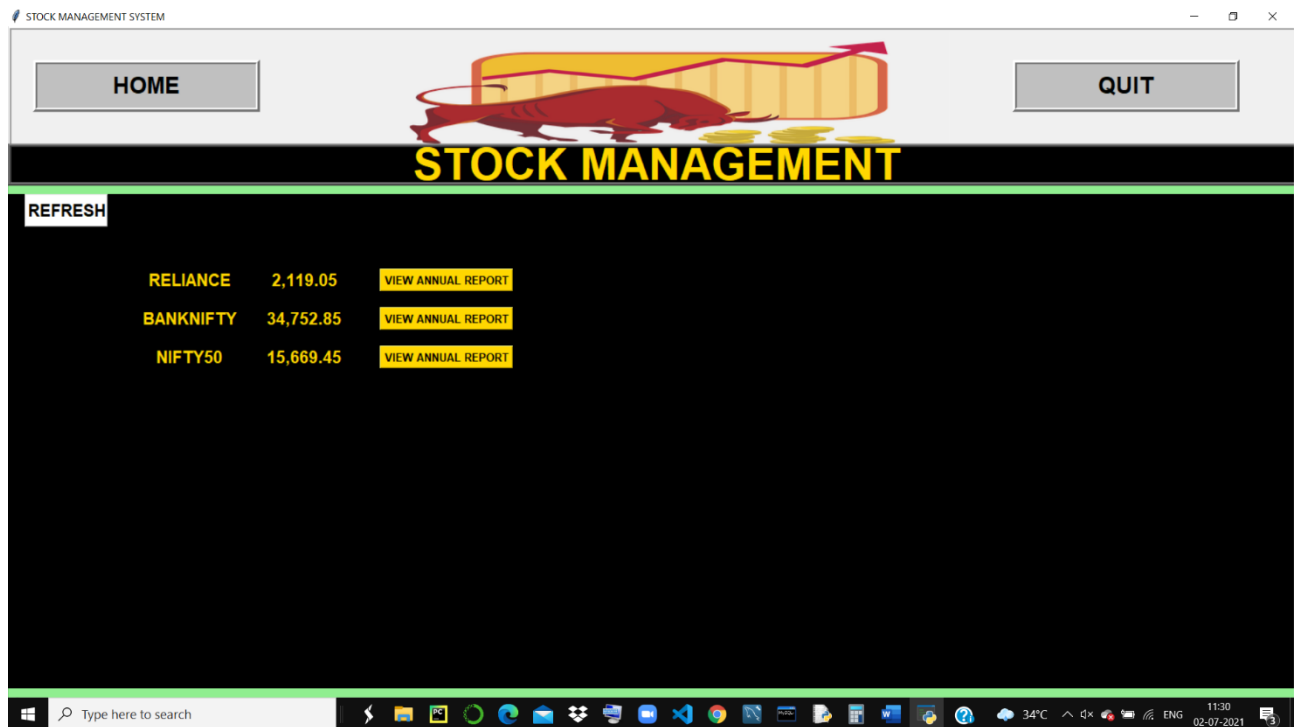 STOCK MANAGEMENT SYSTEM
HOME
QUIT
STOCK MANAGEMENT
REFRESH
RELIANCE 2,119.05 VIEW ANNUAL REPORT
BANKNIFTY 34,752.85 VIEW ANNUAL REPORT
NIFTY50 15,669.45 VIEW ANNUAL REPORT
Type here to search
34°C ENG
11:30
02-07-2021
3